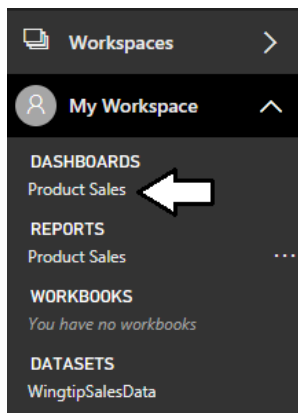 Workspaces
My Workspace
DASHBOARDS
Product Sales
REPORTS
Product Sales
WORKBOOKS
You have no workbooks
DATASETS
WingtipSalesData